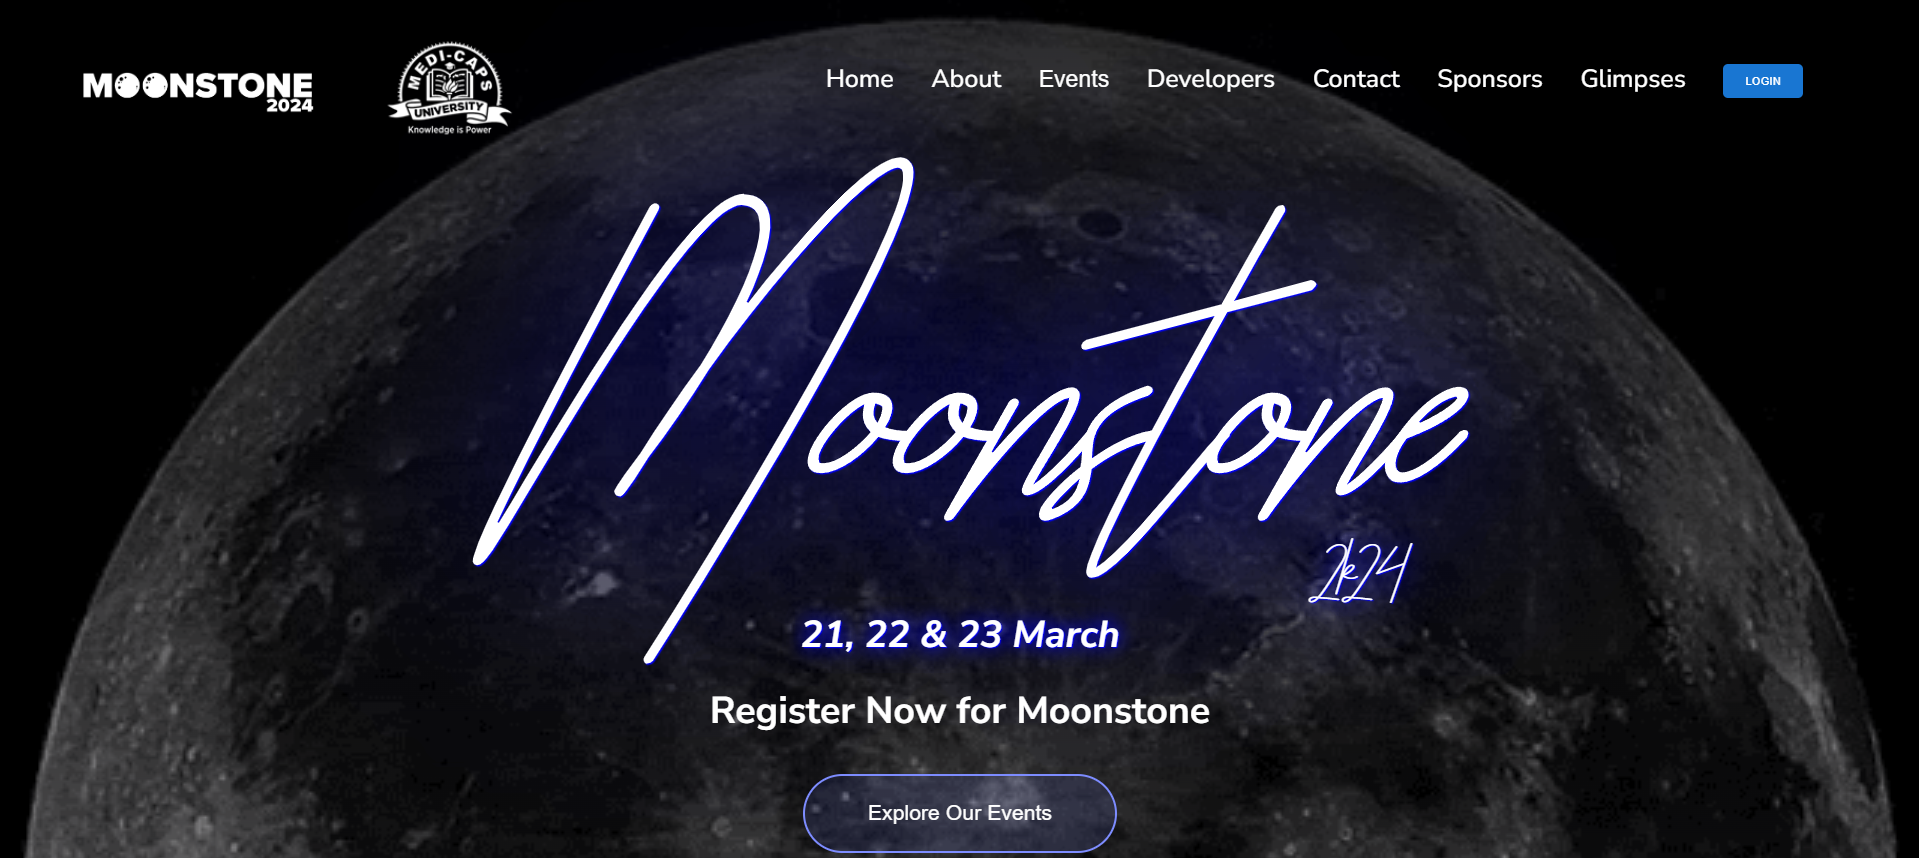 MOONSTONE
2024
MEDI-CAPS
UNIVERSITY
Knowledge is Power
Home About Events Developers Contact Sponsors Glimpses LOGIN
Moonstone
2k24
21, 22 & 23 March
Register Now for Moonstone
Explore Our Events